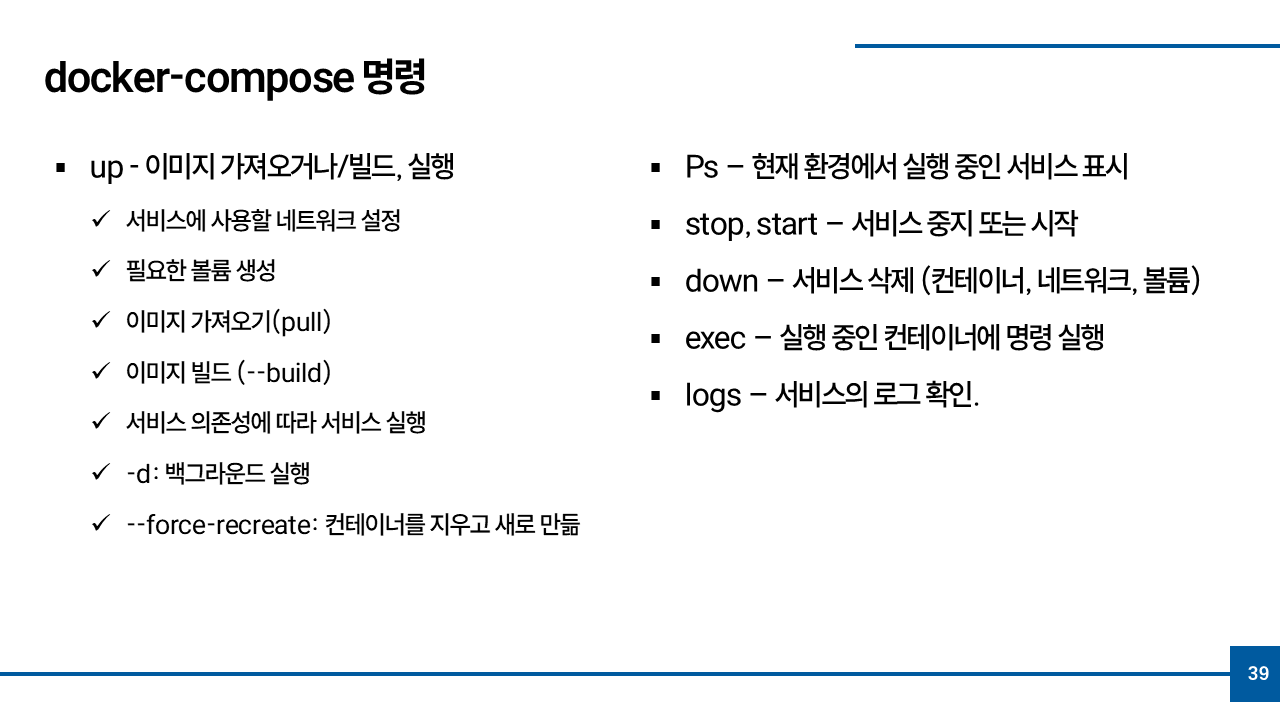 docker-compose 명령
▪ up - 이미지 가져오거나/빌드, 실행
✓ 서비스에 사용할 네트워크 설정
✓ 필요한 볼륨 생성
✓ 이미지 가져오기(pull)
✓ 이미지 빌드 (--build)
✓ 서비스 의존성에 따라 서비스 실행
✓ -d: 백그라운드 실행
✓ --force-recreate: 컨테이너를 지우고 새로 만듦
▪ Ps – 현재 환경에서 실행 중인 서비스 표시
▪ stop, start – 서비스 중지 또는 시작
▪ down – 서비스 삭제 (컨테이너, 네트워크, 볼륨)
▪ exec – 실행 중인 컨테이너에 명령 실행
▪ logs – 서비스의 로그 확인.
39